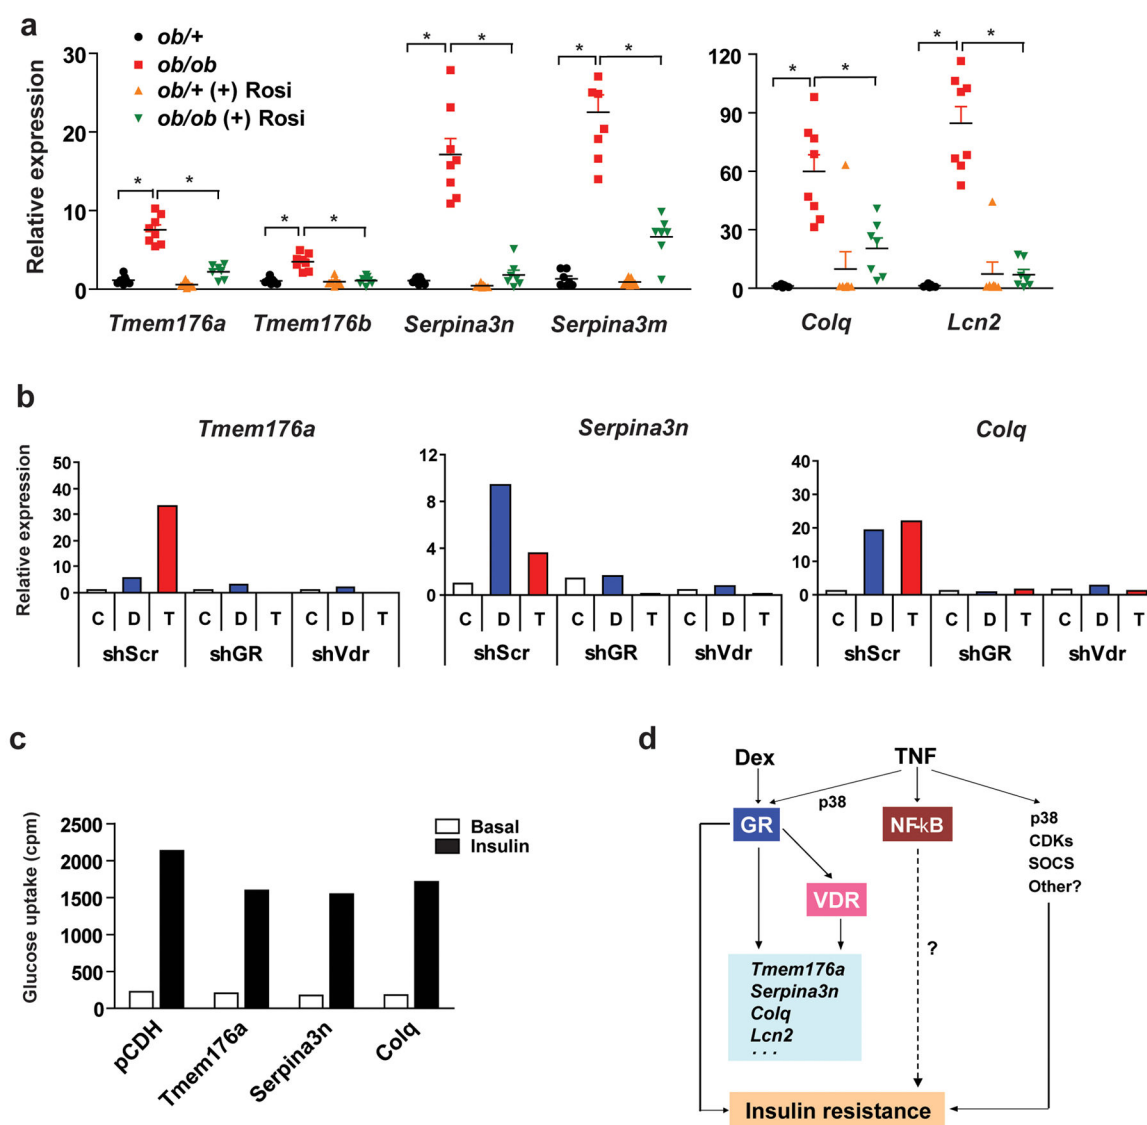 a
ob/+
ob/ob
ob/+ (+) Rosi
ob/ob (+) Rosi
Relative expression
30
20
10
0
* * * * * * * *
Tmem176a Tmem176b Serpina3n Serpina3m
120
90
60
30
0
* * * *
Colq Lcn2
b
Tmem176a
Relative expression
50
40
30
20
10
0
C D T C D T C D T
shScr shGR shVdr
Serpina3n
12
8
4
0
C D T C D T C D T
shScr shGR shVdr
Colq
40
30
20
10
0
C D T C D T C D T
shScr shGR shVdr
c
Glucose uptake (cpm)
2500
2000
1500
1000
500
0
Basal
Insulin
pCDH Tmem176a Serpina3n Colq
d
Dex TNF
p38
GR NF-kB
p38
CDKs
SOCS
Other?
VDR
?
Tmem176a
Serpina3n
Colq
Lcn2
...
Insulin resistance